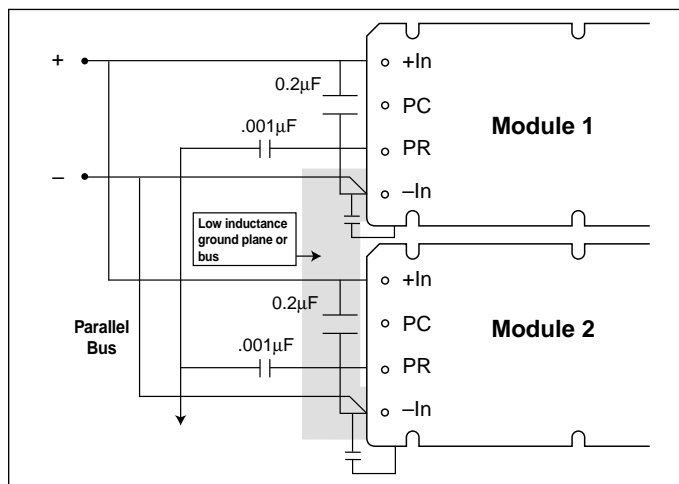 +
+In
0.2µF
PC
Module 1
.001µF
PR
–
–In
Low inductance
ground plane or
bus
+In
0.2µF
PC
Module 2
Parallel
Bus
.001µF
PR
–In